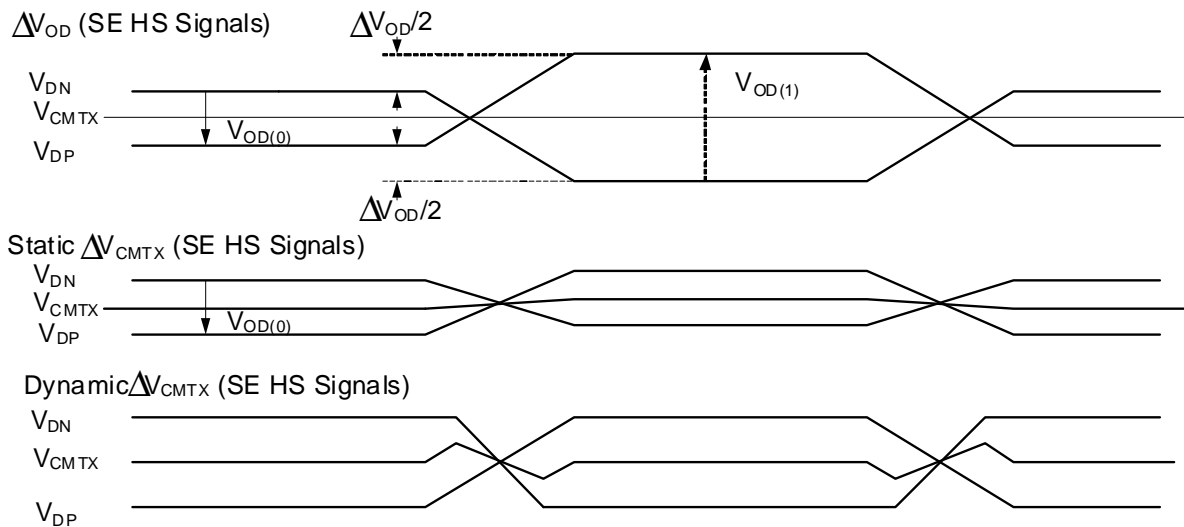 ΔV_OD (SE HS Signals)
ΔV_OD/2
V_DN
V_CMTX
V_DP
V_OD(0)
V_OD(1)
ΔV_OD/2
Static ΔV_CMTX (SE HS Signals)
V_DN
V_CMTX
V_DP
V_OD(0)
Dynamic ΔV_CMTX (SE HS Signals)
V_DN
V_CMTX
V_DP